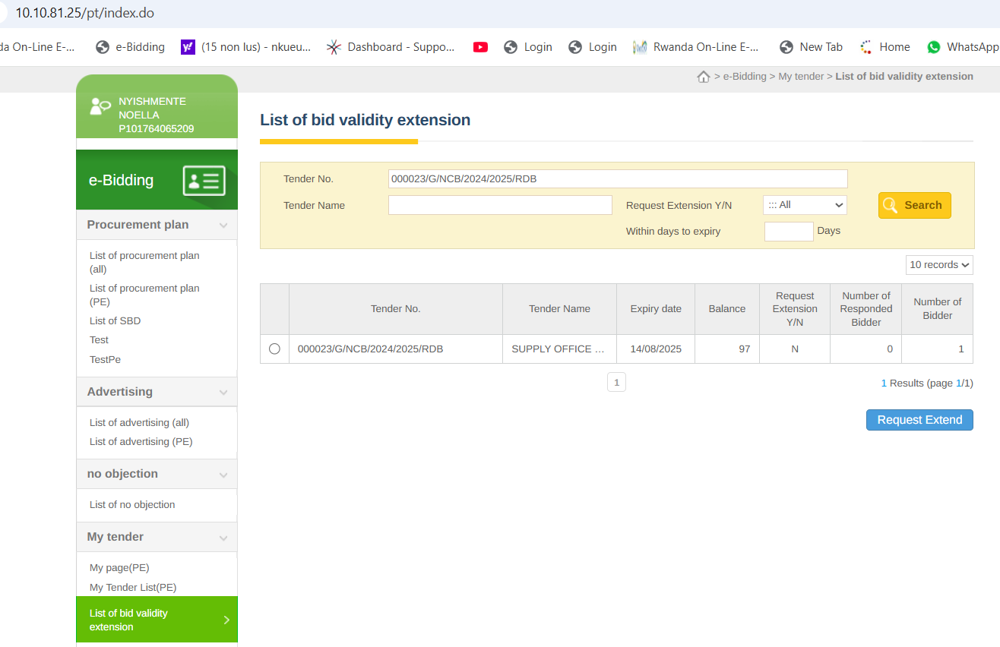 10.10.81.25/pt/index.do
da On-Line E-...
e-Bidding
(15 non lus) - nkueu...
Dashboard - Suppo...
Login
Login
Rwanda On-Line E-...
New Tab
Home
WhatsApp
> e-Bidding > My tender > List of bid validity extension
NYISHMENTE
NOELLA
P101764065209
e-Bidding
Procurement plan
List of procurement plan
(all)
List of procurement plan
(PE)
List of SBD
Test
TestPe
Advertising
List of advertising (all)
List of advertising (PE)
no objection
List of no objection
My tender
My page(PE)
My Tender List(PE)
List of bid validity
extension
List of bid validity extension
Tender No.
000023/G/NCB/2024/2025/RDB
Tender Name
Request Extension Y/N
::: All
Search
Within days to expiry
Days
10 records
Tender No.
Tender Name
Expiry date
Balance
Request
Extension
Y/N
Number of
Responded
Bidder
Number of
Bidder
000023/G/NCB/2024/2025/RDB
SUPPLY OFFICE ...
14/08/2025
97
N
0
1
1
1 Results (page 1/1)
Request Extend